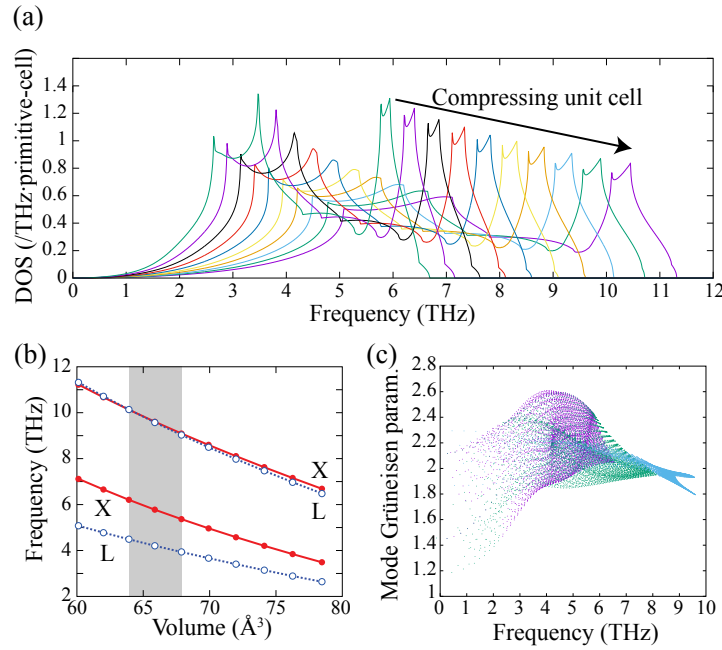 (a)
DOS (/THz·primitive-cell)
1.4
1.2
1
0.8
0.6
0.4
0.2
0
Compressing unit cell
0 1 2 3 4 5 6 7 8 9 10 11 12
Frequency (THz)
(b)
Frequency (THz)
12
10
8
6
4
2
X
L
X
L
60 65 70 75 80
Volume (Å³)
(c)
Mode Grüneisen param.
2.8
2.6
2.4
2.2
2
1.8
1.6
1.4
1.2
1
0 1 2 3 4 5 6 7 8 9 10
Frequency (THz)